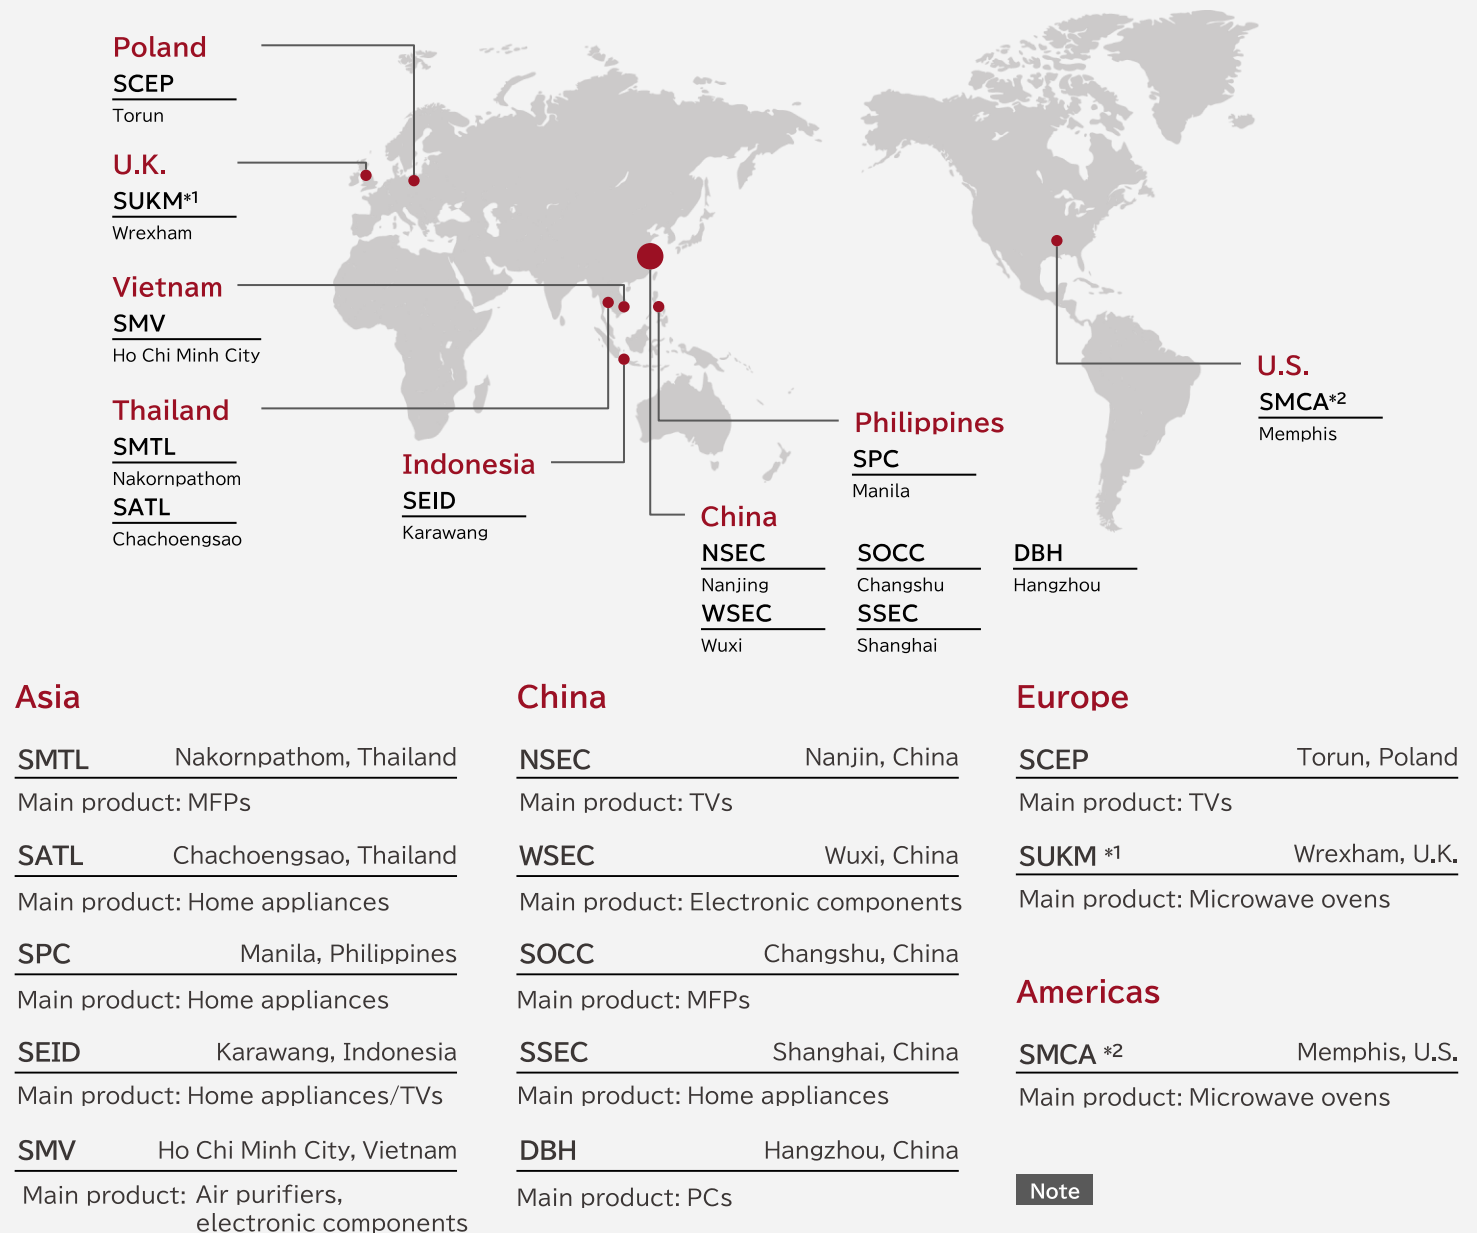 Poland
SCEP
Torun
U.K.
SUKM*1
Wrexham
Vietnam
SMV
Ho Chi Minh City
Thailand
SMTL
Nakornpathom
SATL
Chachoengsao
Indonesia
SEID
Karawang
Philippines
SPC
Manila
U.S.
SMCA*2
Memphis
China
NSEC SOCC DBH
Nanjing Changshu Hangzhou
WSEC SSEC
Wuxi Shanghai
Asia
SMTL Nakornpathom, Thailand
Main product: MFPs
SATL Chachoengsao, Thailand
Main product: Home appliances
SPC Manila, Philippines
Main product: Home appliances
SEID Karawang, Indonesia
Main product: Home appliances/TVs
SMV Ho Chi Minh City, Vietnam
Main product: Air purifiers,
electronic components
China
NSEC Nanjin, China
Main product: TVs
WSEC Wuxi, China
Main product: Electronic components
SOCC Changshu, China
Main product: MFPs
SSEC Shanghai, China
Main product: Home appliances
DBH Hangzhou, China
Main product: PCs
Europe
SCEP Torun, Poland
Main product: TVs
SUKM *1 Wrexham, U.K.
Main product: Microwave ovens
Americas
SMCA *2 Memphis, U.S.
Main product: Microwave ovens
Note